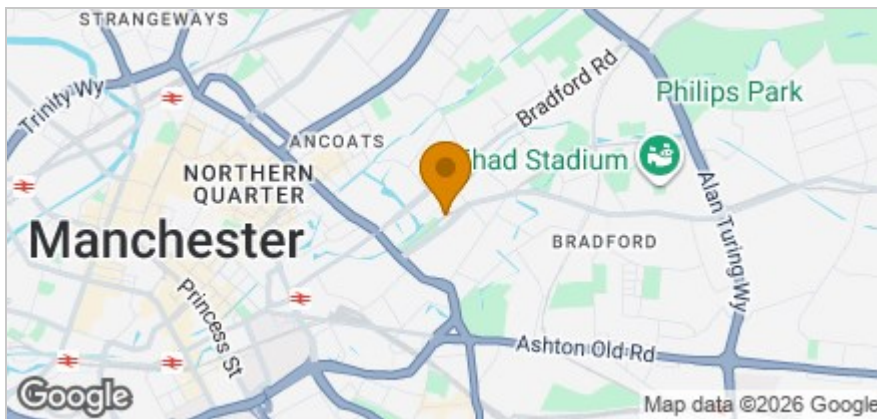 STRANGEWAYS
Trinity Wy
Bradford Rd
Philips Park
ANCOATS
NORTHERN
QUARTER
Stadium
Manchester
BRADFORD
Alan Turing Wy
Princess St
Ashton Old Rd
Google
Map data ©2026 Google